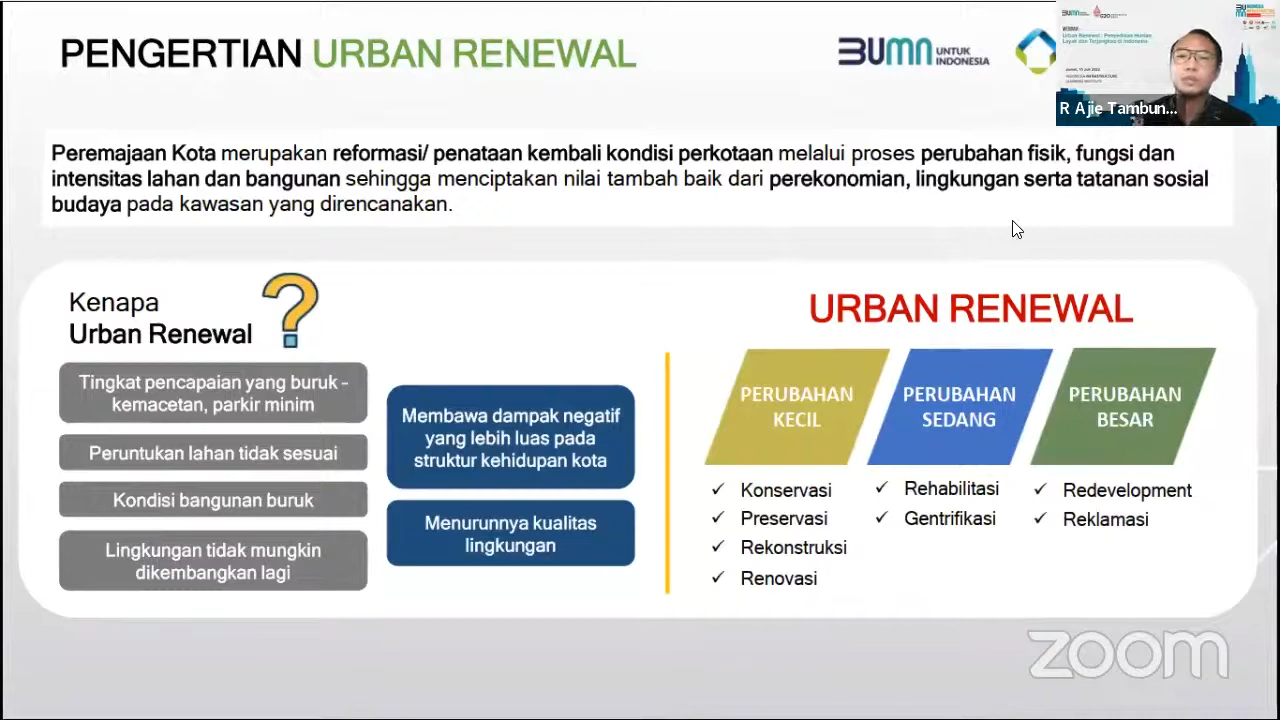 PENGERTIAN URBAN RENEWAL
BUMN UNTUK
INDONESIA
R Ajie Tambun...
Peremajaan Kota merupakan reformasi/ penataan kembali kondisi perkotaan melalui proses perubahan fisik, fungsi dan
intensitas lahan dan bangunan sehingga menciptakan nilai tambah baik dari perekonomian, lingkungan serta tatanan sosial
budaya pada kawasan yang direncanakan.
Kenapa
Urban Renewal
?
Tingkat pencapaian yang buruk –
kemacetan, parkir minim
Peruntukan lahan tidak sesuai
Kondisi bangunan buruk
Lingkungan tidak mungkin
dikembangkan lagi
Membawa dampak negatif
yang lebih luas pada
struktur kehidupan kota
Menurunnya kualitas
lingkungan
URBAN RENEWAL
PERUBAHAN
KECIL
Konservasi
Preservasi
Rekonstruksi
Renovasi
PERUBAHAN
SEDANG
Rehabilitasi
Gentrifikasi
PERUBAHAN
BESAR
Redevelopment
Reklamasi
zoom